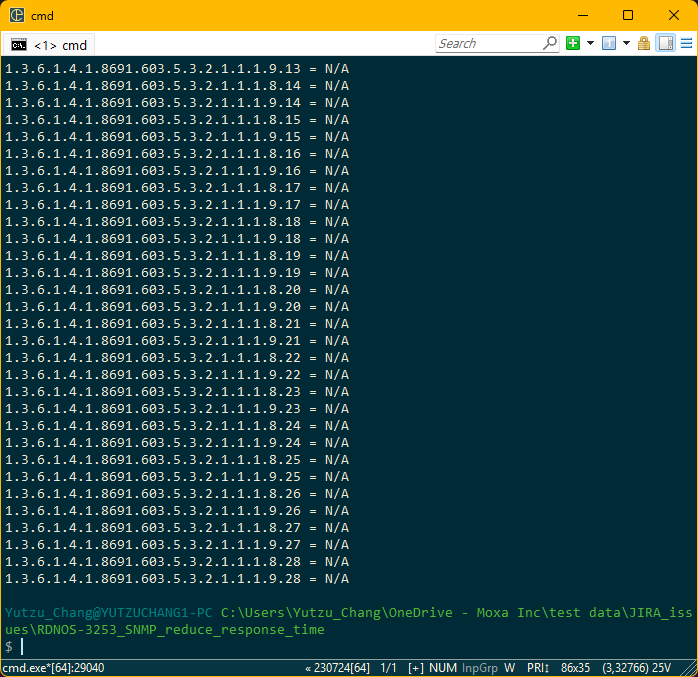 cmd
<1> cmd
Search
1.3.6.1.4.1.8691.603.5.3.2.1.1.1.9.13 = N/A
1.3.6.1.4.1.8691.603.5.3.2.1.1.1.8.14 = N/A
1.3.6.1.4.1.8691.603.5.3.2.1.1.1.9.14 = N/A
1.3.6.1.4.1.8691.603.5.3.2.1.1.1.8.15 = N/A
1.3.6.1.4.1.8691.603.5.3.2.1.1.1.9.15 = N/A
1.3.6.1.4.1.8691.603.5.3.2.1.1.1.8.16 = N/A
1.3.6.1.4.1.8691.603.5.3.2.1.1.1.9.16 = N/A
1.3.6.1.4.1.8691.603.5.3.2.1.1.1.8.17 = N/A
1.3.6.1.4.1.8691.603.5.3.2.1.1.1.9.17 = N/A
1.3.6.1.4.1.8691.603.5.3.2.1.1.1.8.18 = N/A
1.3.6.1.4.1.8691.603.5.3.2.1.1.1.9.18 = N/A
1.3.6.1.4.1.8691.603.5.3.2.1.1.1.8.19 = N/A
1.3.6.1.4.1.8691.603.5.3.2.1.1.1.9.19 = N/A
1.3.6.1.4.1.8691.603.5.3.2.1.1.1.8.20 = N/A
1.3.6.1.4.1.8691.603.5.3.2.1.1.1.9.20 = N/A
1.3.6.1.4.1.8691.603.5.3.2.1.1.1.8.21 = N/A
1.3.6.1.4.1.8691.603.5.3.2.1.1.1.9.21 = N/A
1.3.6.1.4.1.8691.603.5.3.2.1.1.1.8.22 = N/A
1.3.6.1.4.1.8691.603.5.3.2.1.1.1.9.22 = N/A
1.3.6.1.4.1.8691.603.5.3.2.1.1.1.8.23 = N/A
1.3.6.1.4.1.8691.603.5.3.2.1.1.1.9.23 = N/A
1.3.6.1.4.1.8691.603.5.3.2.1.1.1.8.24 = N/A
1.3.6.1.4.1.8691.603.5.3.2.1.1.1.9.24 = N/A
1.3.6.1.4.1.8691.603.5.3.2.1.1.1.8.25 = N/A
1.3.6.1.4.1.8691.603.5.3.2.1.1.1.9.25 = N/A
1.3.6.1.4.1.8691.603.5.3.2.1.1.1.8.26 = N/A
1.3.6.1.4.1.8691.603.5.3.2.1.1.1.9.26 = N/A
1.3.6.1.4.1.8691.603.5.3.2.1.1.1.8.27 = N/A
1.3.6.1.4.1.8691.603.5.3.2.1.1.1.9.27 = N/A
1.3.6.1.4.1.8691.603.5.3.2.1.1.1.8.28 = N/A
1.3.6.1.4.1.8691.603.5.3.2.1.1.1.9.28 = N/A
Yutzu_Chang@YUTZUCHANG1-PC C:\Users\Yutzu_Chang\OneDrive - Moxa Inc\test data\JIRA_iss
ues\RDNOS-3253_SNMP_reduce_response_time
$
cmd.exe*[64]:29040 « 230724[64] 1/1 [+] NUM InpGrp W PRI↕ 86x35 (3,32766) 25V